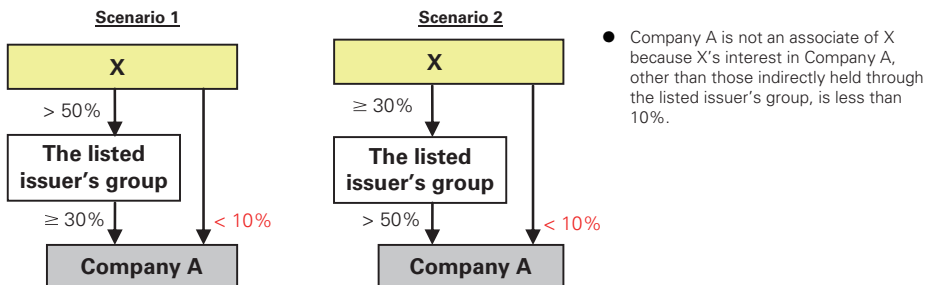 Scenario 1
X
> 50%
The listed
issuer's group
≥ 30%
< 10%
Company A
Scenario 2
X
≥ 30%
The listed
issuer's group
> 50%
< 10%
Company A
● Company A is not an associate of X
because X's interest in Company A,
other than those indirectly held through
the listed issuer's group, is less than
10%.